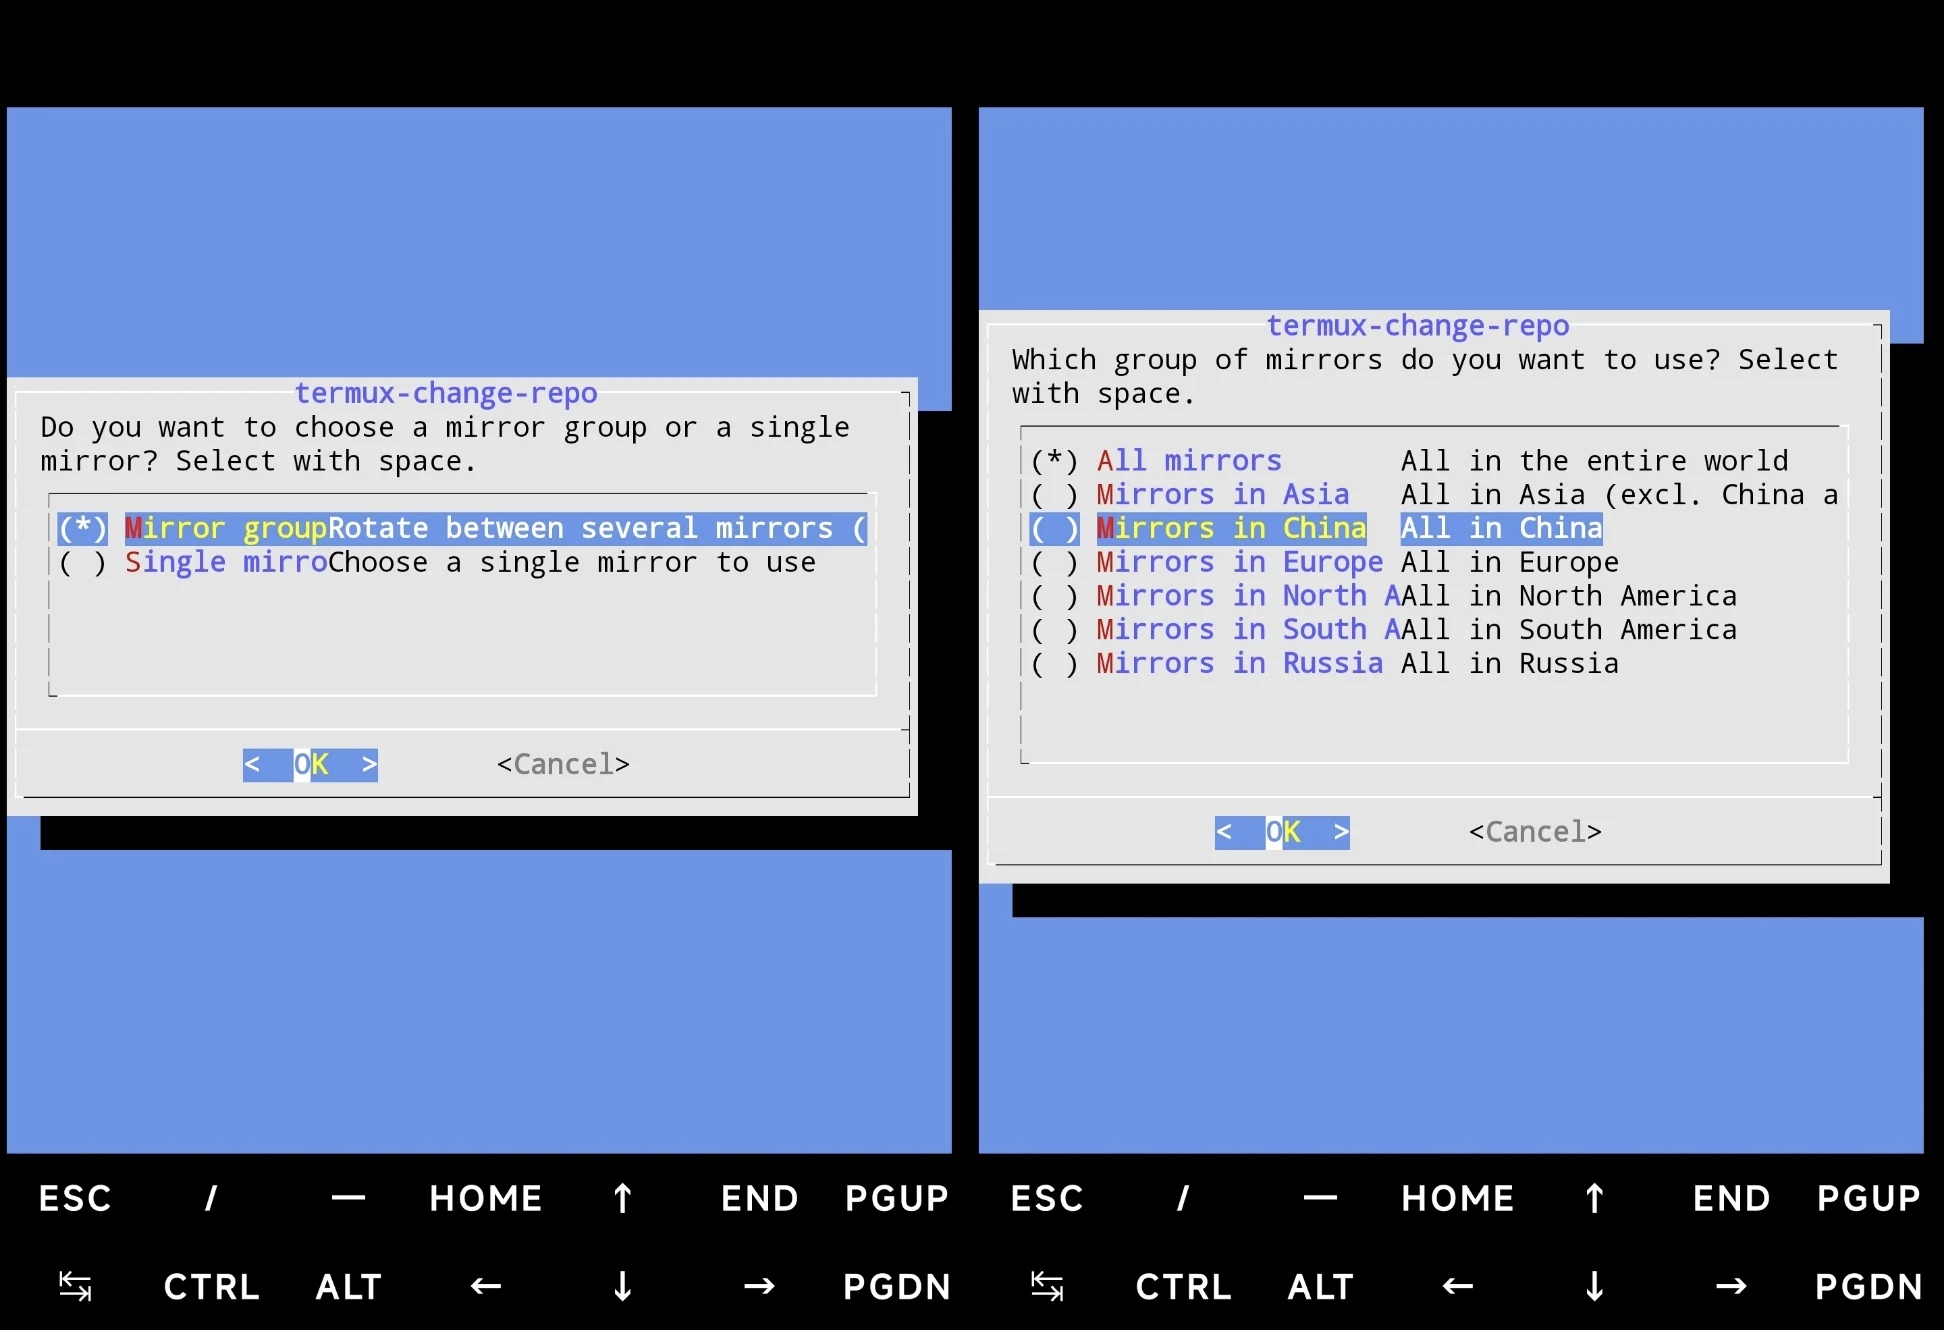 termux-change-repo
Do you want to choose a mirror group or a single
mirror? Select with space.
(*) Mirror groupRotate between several mirrors (
( ) Single mirroChoose a single mirror to use
<  OK  > <Cancel>
ESC / — HOME ↑ END PGUP
↹ CTRL ALT ← ↓ → PGDN
termux-change-repo
Which group of mirrors do you want to use? Select
with space.
(*) All mirrors All in the entire world
( ) Mirrors in Asia All in Asia (excl. China a
( ) Mirrors in China All in China
( ) Mirrors in Europe All in Europe
( ) Mirrors in North AAll in North America
( ) Mirrors in South AAll in South America
( ) Mirrors in Russia All in Russia
<  OK  > <Cancel>
ESC / — HOME ↑ END PGUP
↹ CTRL ALT ← ↓ → PGDN